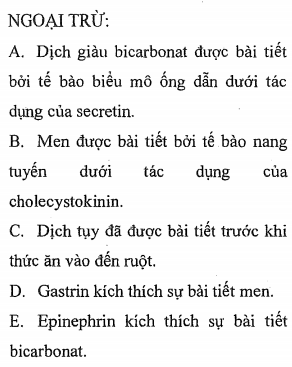 NGOẠI TRỪ:
A. Dịch giàu bicarbonat được bài tiết
bởi tế bào biểu mô ống dẫn dưới tác
dụng của secretin.
B. Men được bài tiết bởi tế bào nang
tuyến dưới tác dụng của
cholecystokinin.
C. Dịch tụy đã được bài tiết trước khi
thức ăn vào đến ruột.
D. Gastrin kích thích sự bài tiết men.
E. Epinephrin kích thích sự bài tiết
bicarbonat.